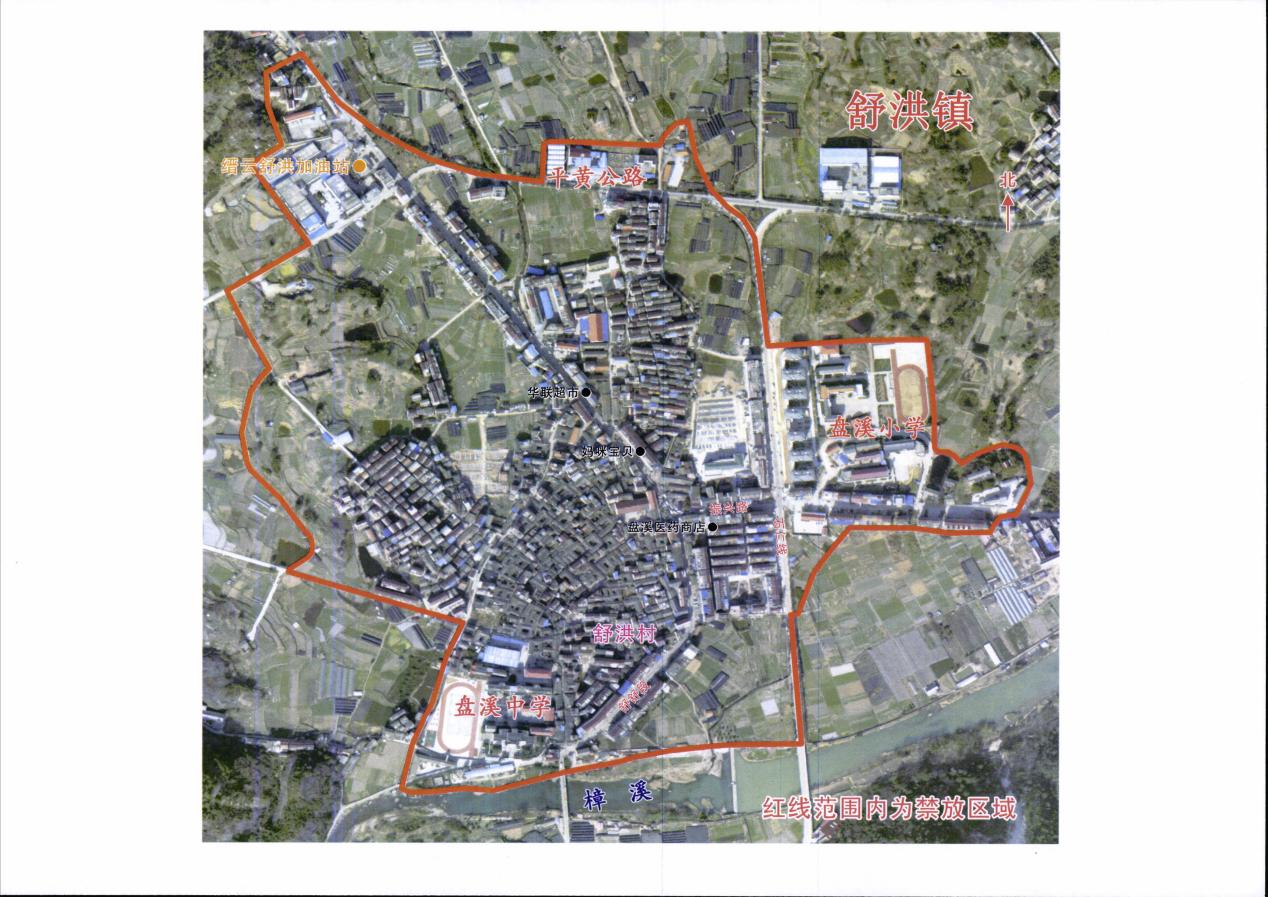 舒洪镇
缙云舒洪加油站
平黄公路
北
华联超市
盘溪小学
妈咪宝贝
振兴路
盘溪医药商店
舒洪村
盘溪中学
樟溪
红线范围内为禁放区域